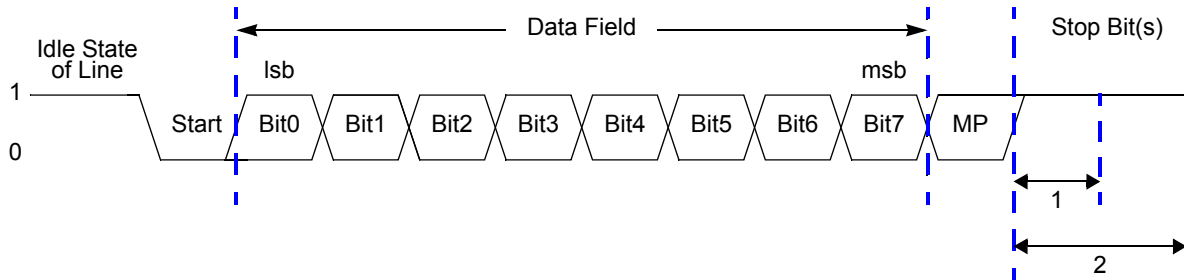 Data Field
Stop Bit(s)
Idle State
of Line
lsb
msb
1
Start
Bit0
Bit1
Bit2
Bit3
Bit4
Bit5
Bit6
Bit7
MP
0
1
2